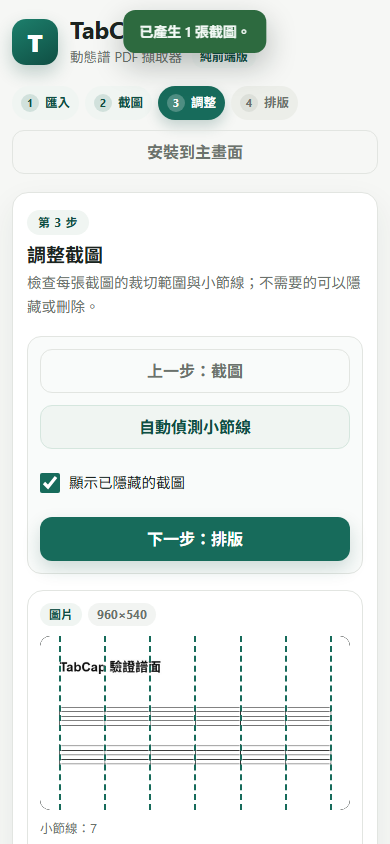 T
TabC
已產生 1 張截圖。
動態譜 PDF 擷取器 純前端版
1 匯入 2 截圖 3 調整 4 排版
安裝到主畫面
第 3 步
調整截圖
檢查每張截圖的裁切範圍與小節線；不需要的可以隱
藏或刪除。
上一步：截圖
自動偵測小節線
顯示已隱藏的截圖
下一步：排版
圖片 960×540
TabCap 驗證譜面
小節線：7